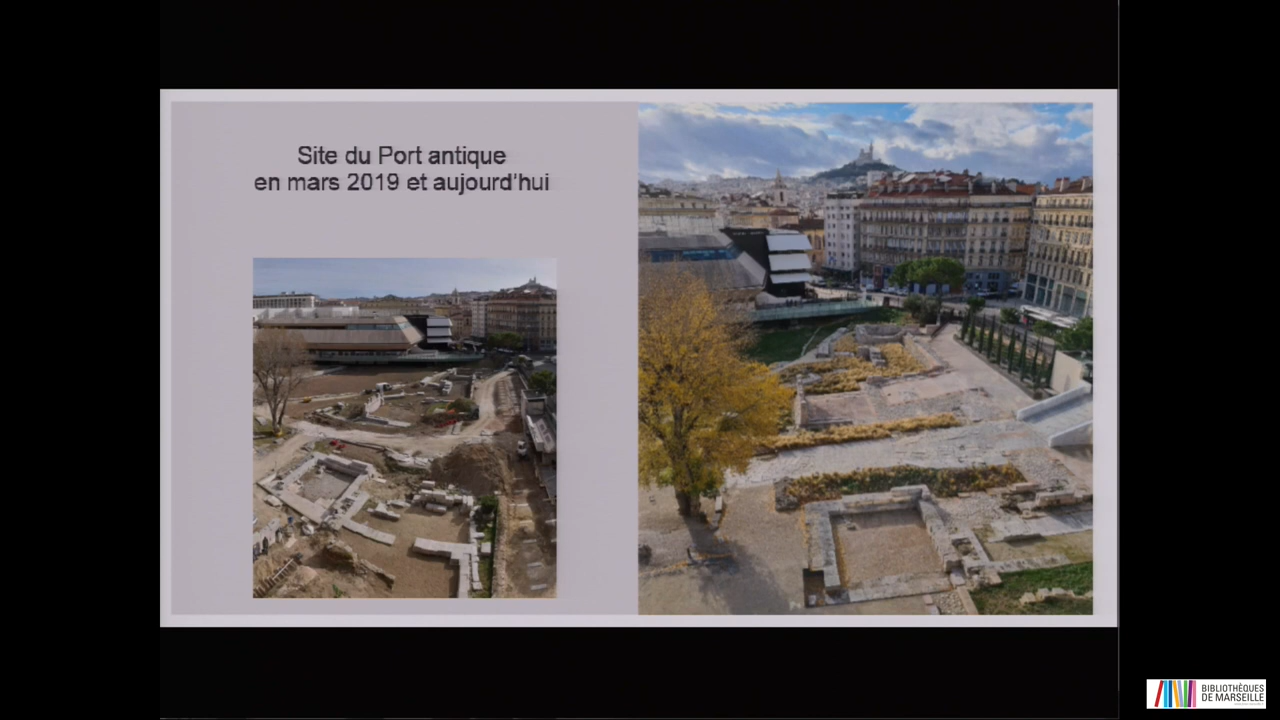 Site du Port antique
en mars 2019 et aujourd'hui
BIBLIOTHÈQUES
DE MARSEILLE